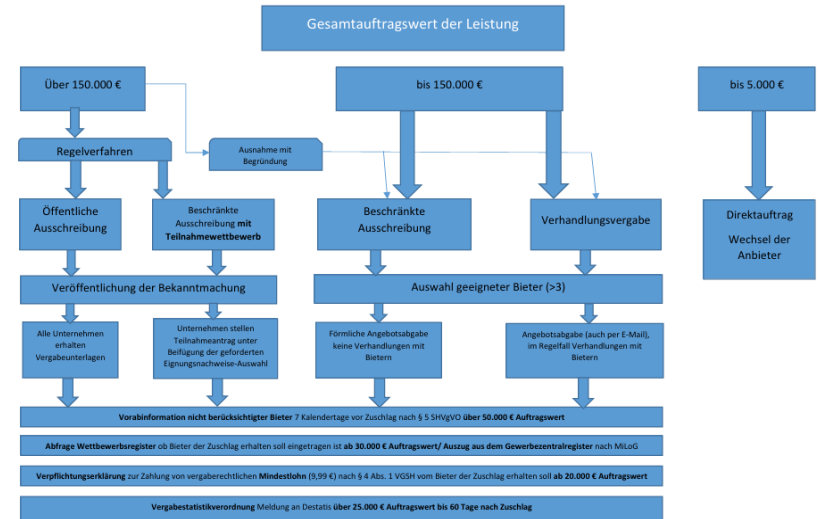 Gesamtauftragswert der Leistung
Über 150.000 €
bis 150.000 €
bis 5.000 €
Regelverfahren
Ausnahme mit
Begründung
Öffentliche
Ausschreibung
Beschränkte
Ausschreibung mit
Teilnahmewettbewerb
Beschränkte
Ausschreibung
Verhandlungsvergabe
Direktauftrag
Wechsel der
Anbieter
Veröffentlichung der Bekanntmachung
Auswahl geeigneter Bieter (>3)
Alle Unternehmen
erhalten
Vergabeunterlagen
Unternehmen stellen
Teilnahmeantrag unter
Beifügung der geforderten
Eignungsnachweise-Auswahl
Förmliche Angebotsabgabe
keine Verhandlungen mit
Bietern
Angebotsabgabe (auch per E-Mail),
im Regelfall Verhandlungen mit
Bietern
Vorabinformation nicht berücksichtigter Bieter 7 Kalendertage vor Zuschlag nach § 5 SHVgVO über 50.000 € Auftragswert
Abfrage Wettbewerbsregister ob Bieter der Zuschlag erhalten soll eingetragen ist ab 30.000 € Auftragswert/ Auszug aus dem Gewerbezentralregister nach MiLoG
Verpflichtungserklärung zur Zahlung von vergaberechtlichen Mindestlohn (9,99 €) nach § 4 Abs. 1 VGSH vom Bieter der Zuschlag erhalten soll ab 20.000 € Auftragswert
Vergabestatistikverordnung Meldung an Destatis über 25.000 € Auftragswert bis 60 Tage nach Zuschlag